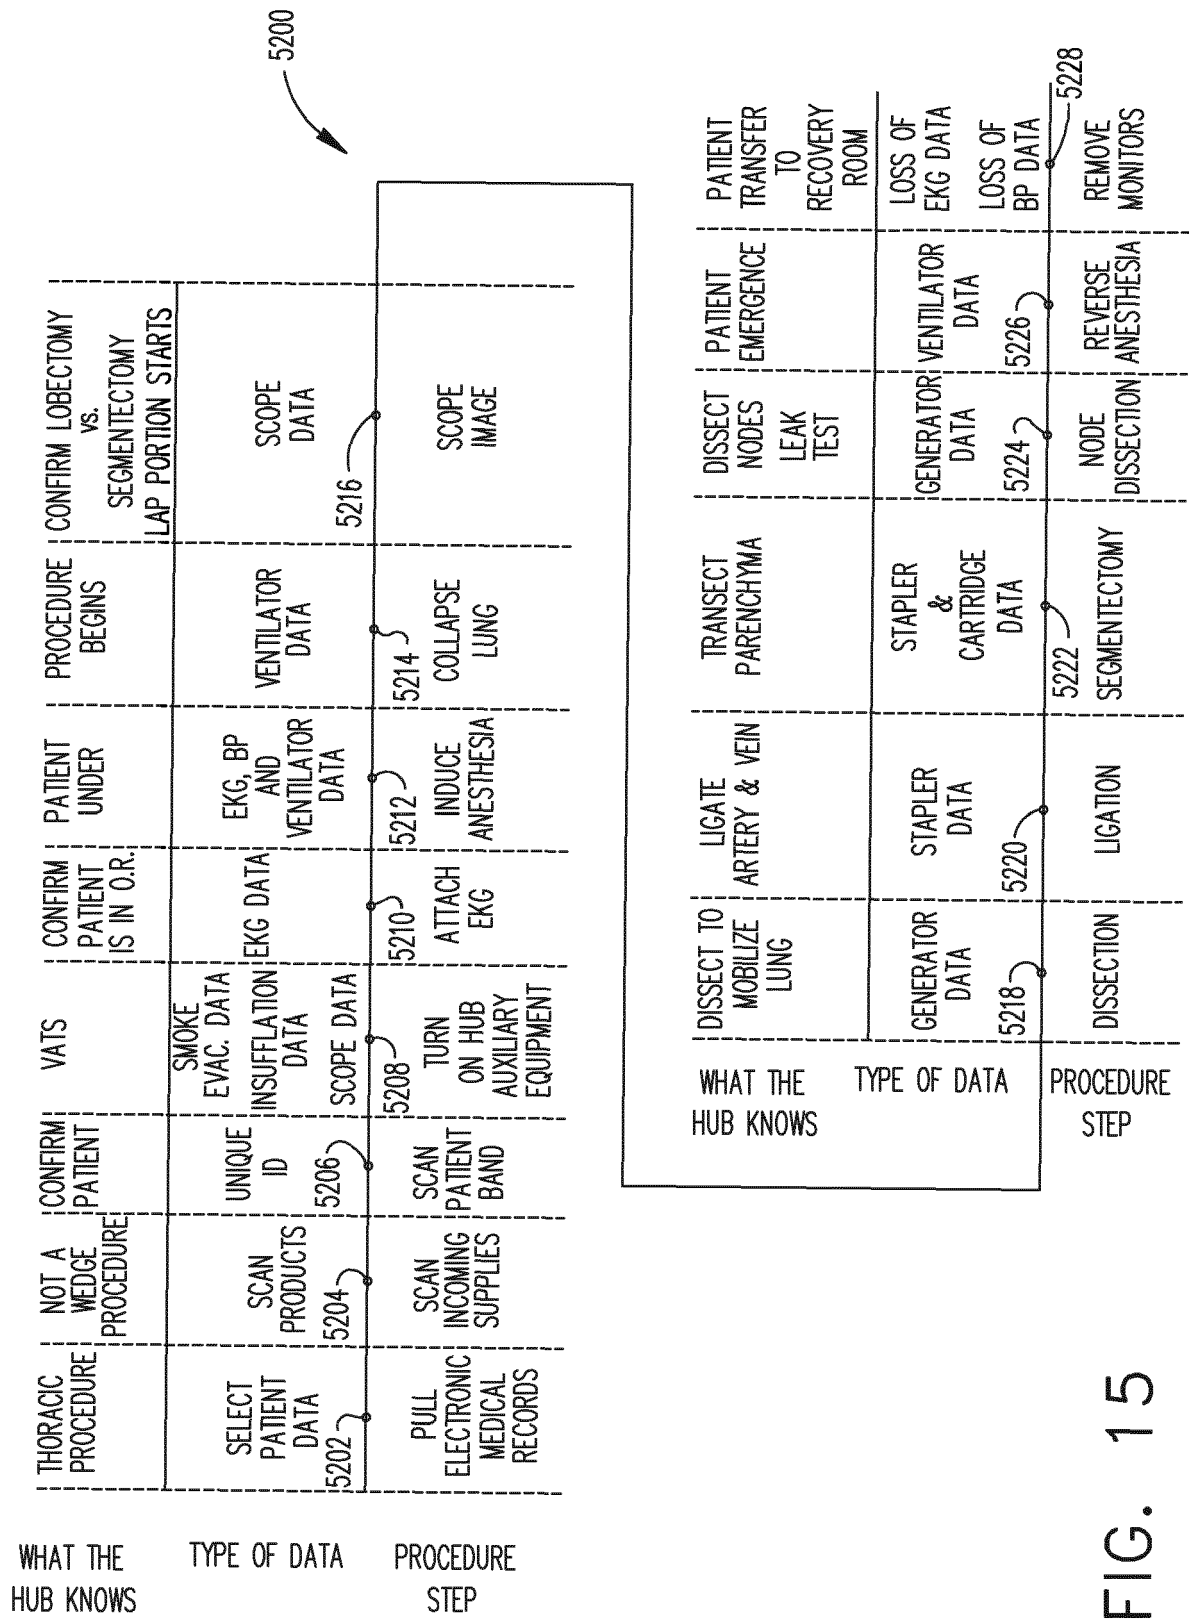 5200
WHAT THE
HUB KNOWS
THORACIC
PROCEDURE
NOT A
WEDGE
PROCEDURE
CONFIRM
PATIENT
VATS
CONFIRM
PATIENT
IS IN O.R.
PATIENT
UNDER
PROCEDURE
BEGINS
CONFIRM LOBECTOMY
vs.
SEGMENTECTOMY
LAP PORTION STARTS
TYPE OF DATA
SELECT
PATIENT
DATA
SCAN
PRODUCTS
UNIQUE
ID
SMOKE
EVAC. DATA
INSUFFLATION
DATA
SCOPE DATA
EKG DATA
EKG, BP
AND
VENTILATOR
DATA
VENTILATOR
DATA
SCOPE
DATA
5202
5204
5206
5208
5210
5212
5214
5216
PROCEDURE
STEP
PULL
ELECTRONIC
MEDICAL
RECORDS
SCAN
INCOMING
SUPPLIES
SCAN
PATIENT
BAND
TURN
ON HUB
AUXILIARY
EQUIPMENT
ATTACH
EKG
INDUCE
ANESTHESIA
COLLAPSE
LUNG
SCOPE
IMAGE
WHAT THE
HUB KNOWS
DISSECT TO
MOBILIZE
LUNG
LIGATE
ARTERY & VEIN
TRANSECT
PARENCHYMA
DISSECT
NODES
LEAK
TEST
PATIENT
EMERGENCE
PATIENT
TRANSFER
TO
RECOVERY
ROOM
TYPE OF DATA
GENERATOR
DATA
STAPLER
DATA
STAPLER
&
CARTRIDGE
DATA
GENERATOR
DATA
VENTILATOR
DATA
LOSS OF
EKG DATA
LOSS OF
BP DATA
5218
5220
5222
5224
5226
5228
PROCEDURE
STEP
DISSECTION
LIGATION
SEGMENTECTOMY
NODE
DISSECTION
REVERSE
ANESTHESIA
REMOVE
MONITORS
FIG. 15